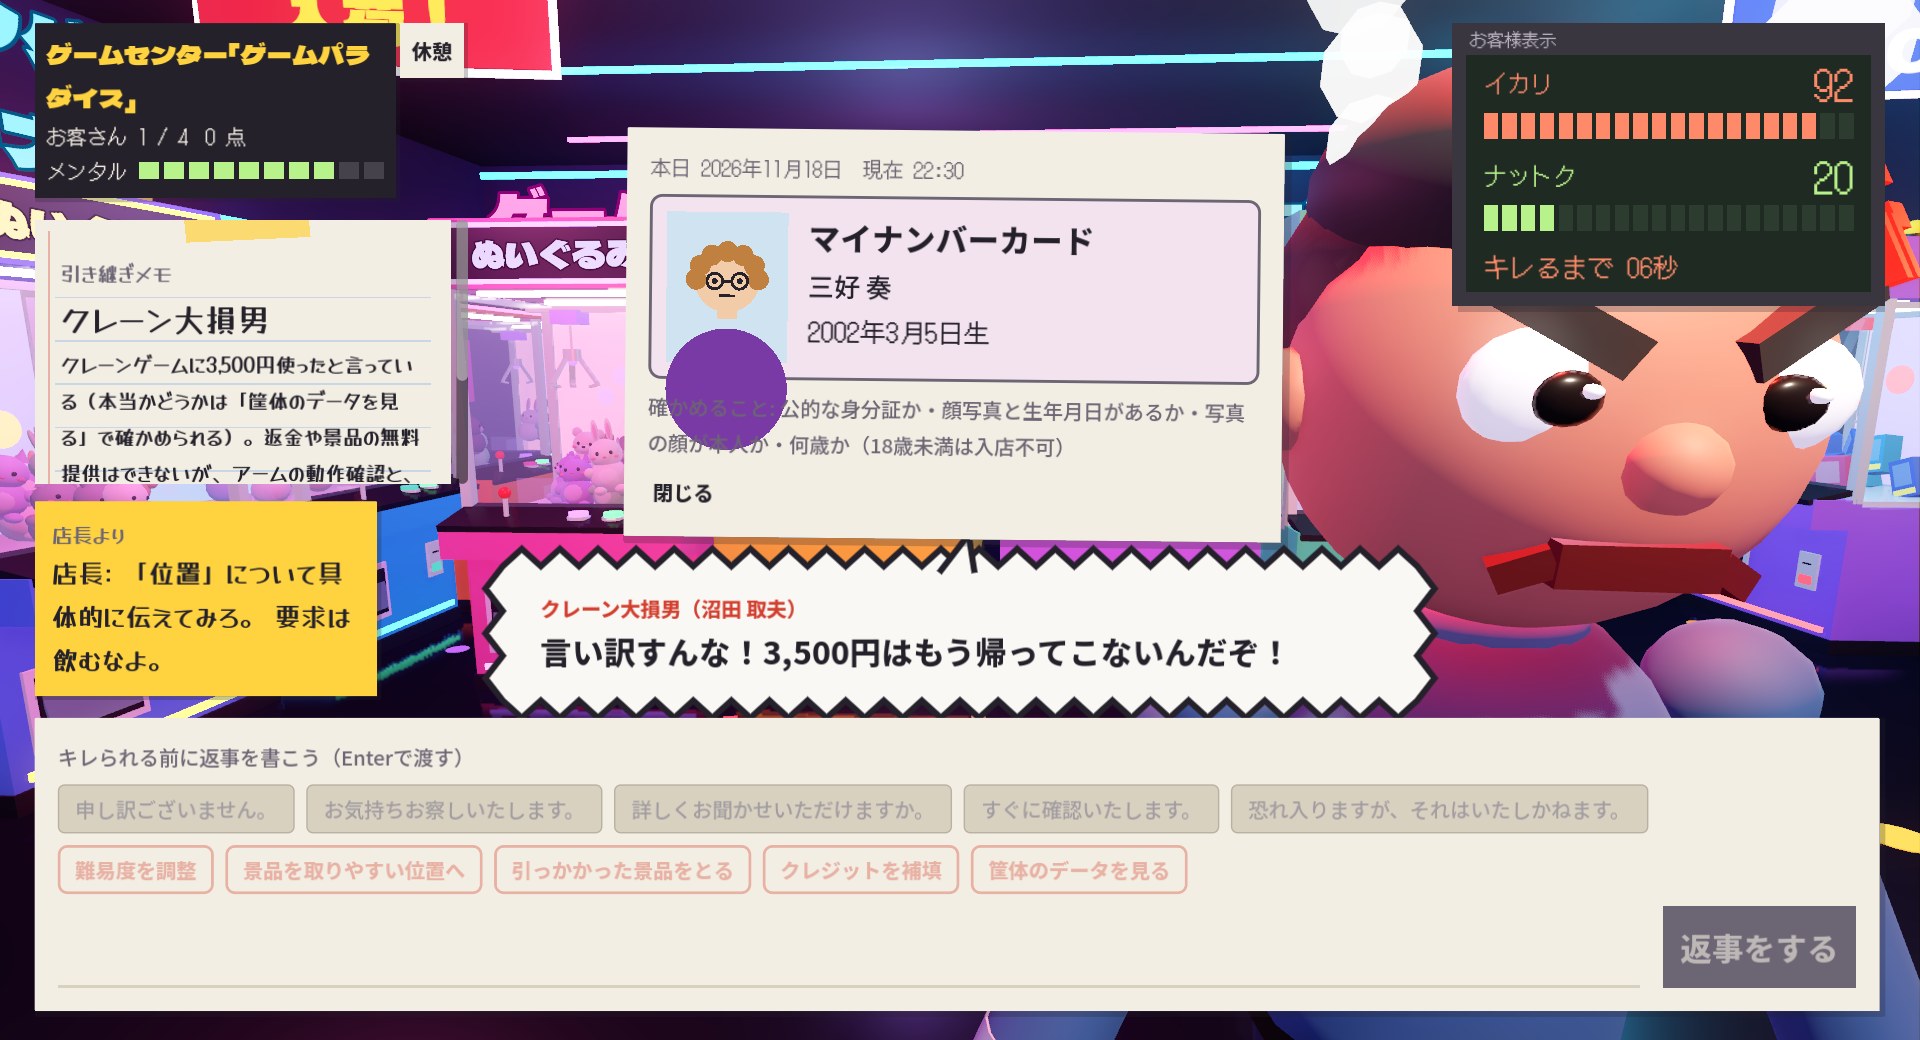 ゲームセンター「ゲームパラ
ダイス」
お客さん 1/4 0点
メンタル
休憩
引き継ぎメモ
クレーン大損男
クレーンゲームに3,500円使ったと言ってい
る（本当かどうかは「筐体のデータを見
る」で確かめられる）。返金や景品の無料
提供はできないが、アームの動作確認と、
店長より
店長: 「位置」について具
体的に伝えてみろ。 要求は
飲むなよ。
ぬいぐるみ
本日 2026年11月18日 現在 22:30
マイナンバーカード
三好 奏
2002年3月5日生
確かめること: 公的な身分証か・顔写真と生年月日があるか・写真
の顔が本人か・何歳か（18歳未満は入店不可）
閉じる
お客様表示
イカリ 92
ナットク 20
キレるまで 06秒
クレーン大損男（沼田 取夫）
言い訳すんな！3,500円はもう帰ってこないんだぞ！
キレられる前に返事を書こう（Enterで渡す）
申し訳ございません。 お気持ちお察しいたします。 詳しくお聞かせいただけますか。 すぐに確認いたします。 恐れ入りますが、それはいたしかねます。
難易度を調整 景品を取りやすい位置へ 引っかかった景品をとる クレジットを補填 筐体のデータを見る
返事をする